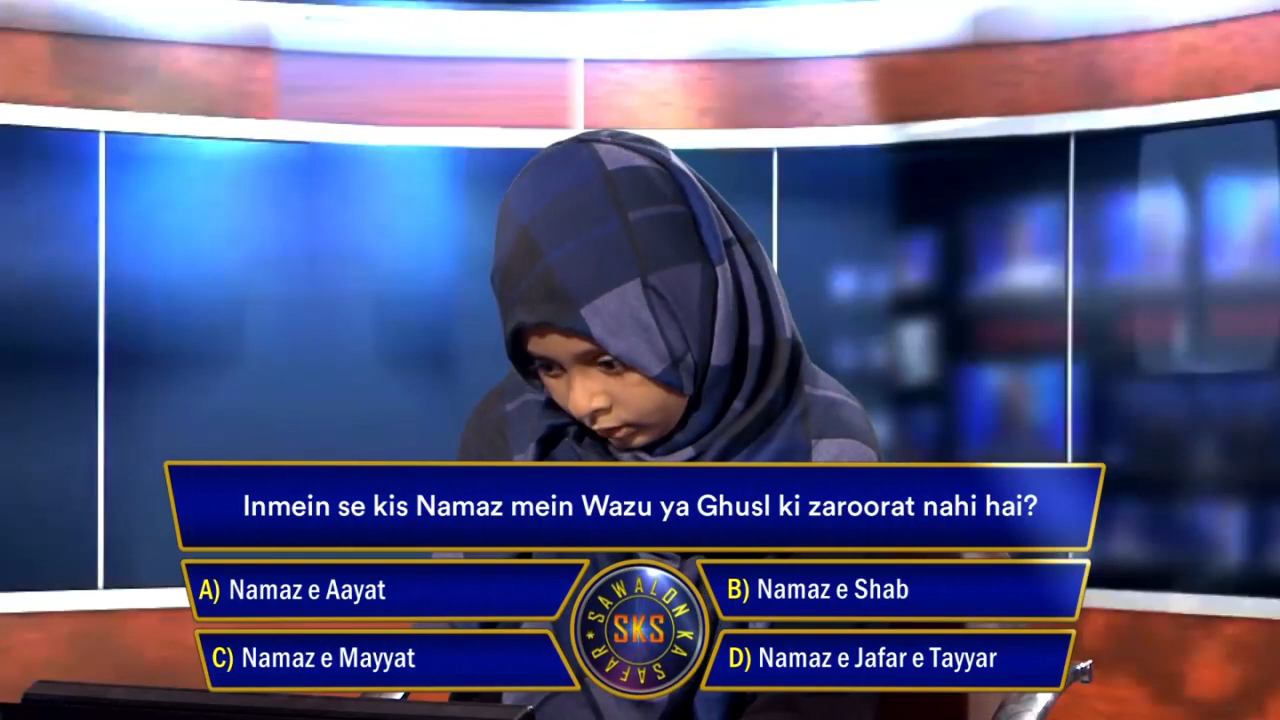 Inmein se kis Namaz mein Wazu ya Ghusl ki zaroorat nahi hai?
A) Namaz e Aayat
B) Namaz e Shab
C) Namaz e Mayyat
D) Namaz e Jafar e Tayyar
SAWALON KA SAFAR
SKS